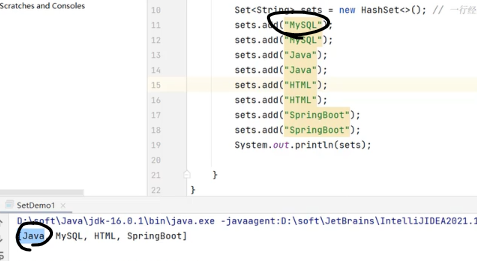 Scratches and Consoles
10 Set<String> sets = new HashSet<>(); // 一行经
11 sets.add("MySQL");
12 sets.add("MySQL");
13 sets.add("Java");
14 sets.add("Java");
15 sets.add("HTML");
16 sets.add("HTML");
17 sets.add("SpringBoot");
18 sets.add("SpringBoot");
19 System.out.println(sets);
20
21 }
22 }
SetDemo1 ×
D:\soft\Java\jdk-16.0.1\bin\java.exe -javaagent:D:\soft\JetBrains\IntelliJIDEA2021.1
[Java, MySQL, HTML, SpringBoot]